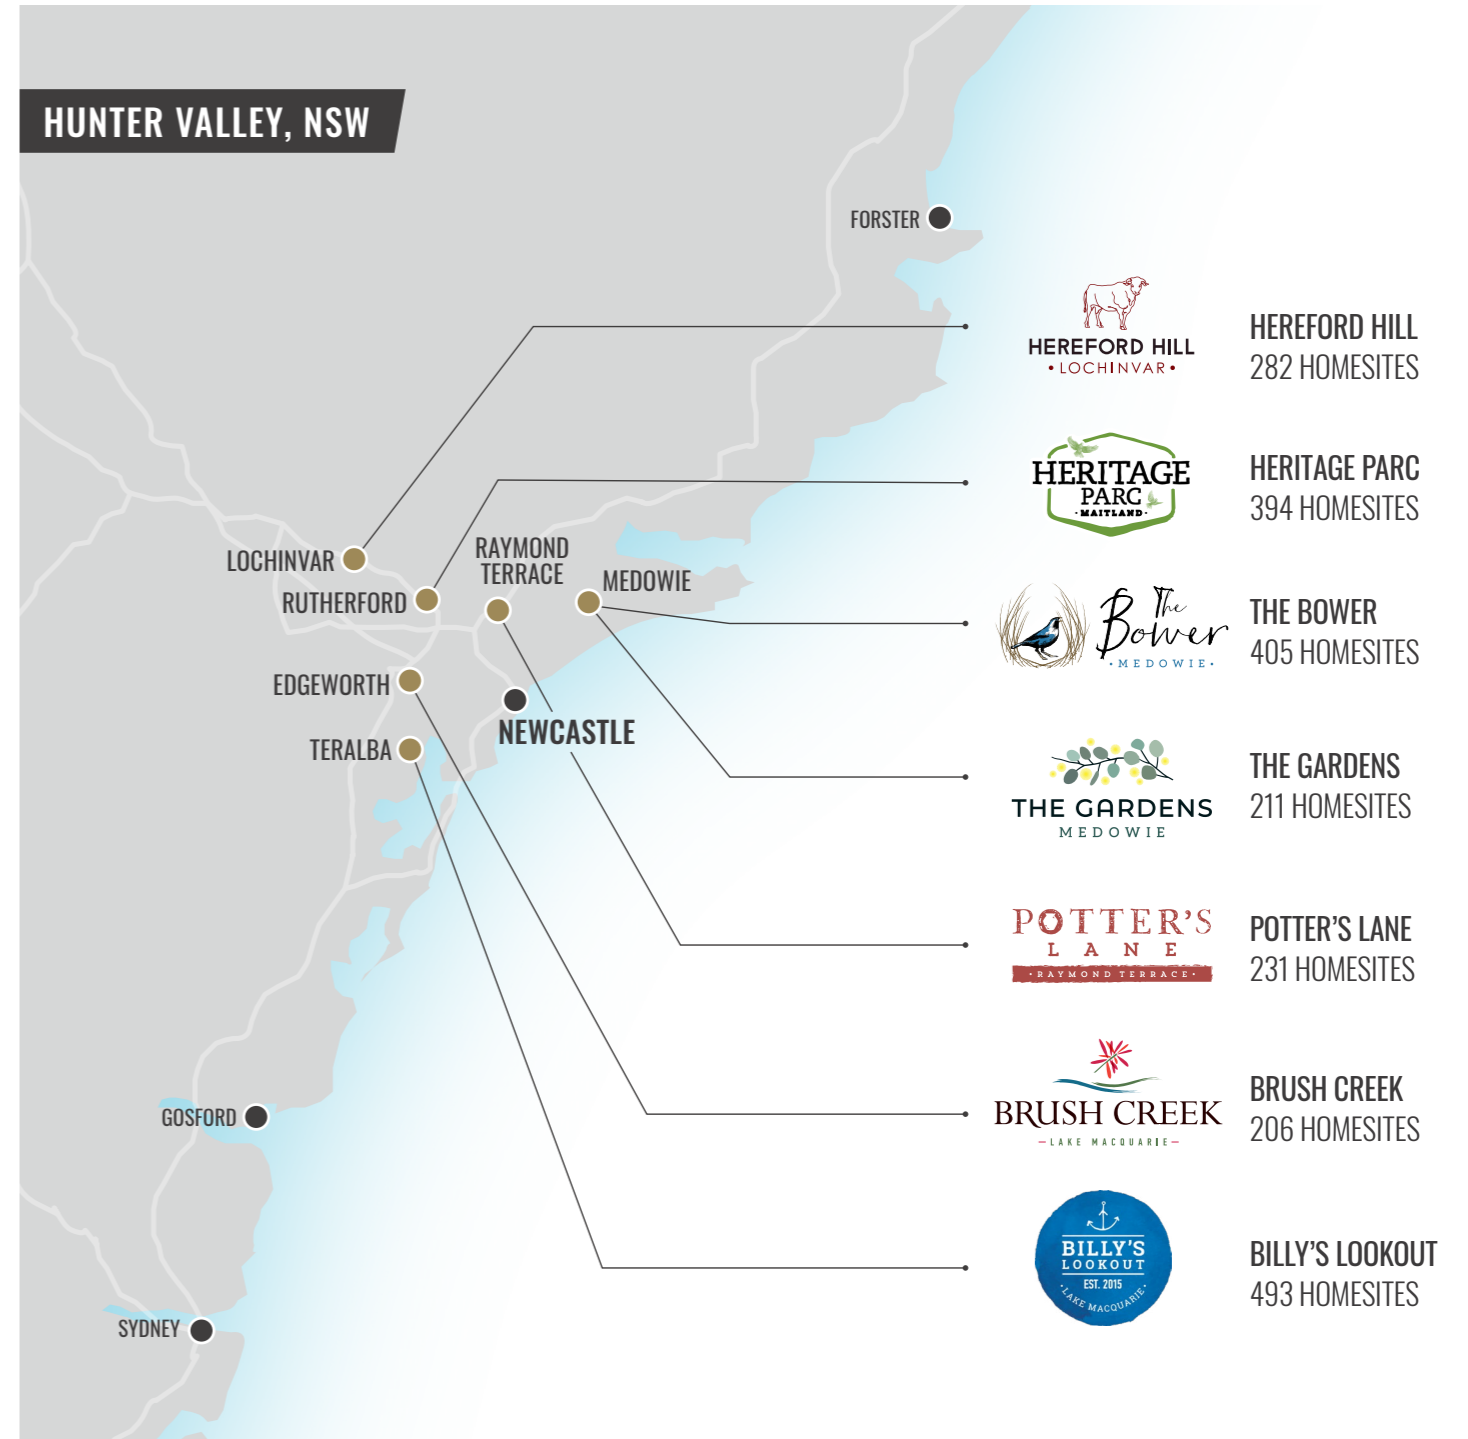 HUNTER VALLEY, NSW
FORSTER
HEREFORD HILL
• LOCHINVAR •
HEREFORD HILL
282 HOMESITES
HERITAGE
PARC
· MAITLAND ·
HERITAGE PARC
394 HOMESITES
LOCHINVAR
RAYMOND
TERRACE
MEDOWIE
RUTHERFORD
The
Bower
• MEDOWIE •
THE BOWER
405 HOMESITES
EDGEWORTH
NEWCASTLE
TERALBA
THE GARDENS
MEDOWIE
THE GARDENS
211 HOMESITES
POTTER'S
LANE
• RAYMOND TERRACE •
POTTER'S LANE
231 HOMESITES
GOSFORD
BRUSH CREEK
– LAKE MACQUARIE –
BRUSH CREEK
206 HOMESITES
BILLY'S
LOOKOUT
EST. 2015
· LAKE MACQUARIE ·
BILLY'S LOOKOUT
493 HOMESITES
SYDNEY